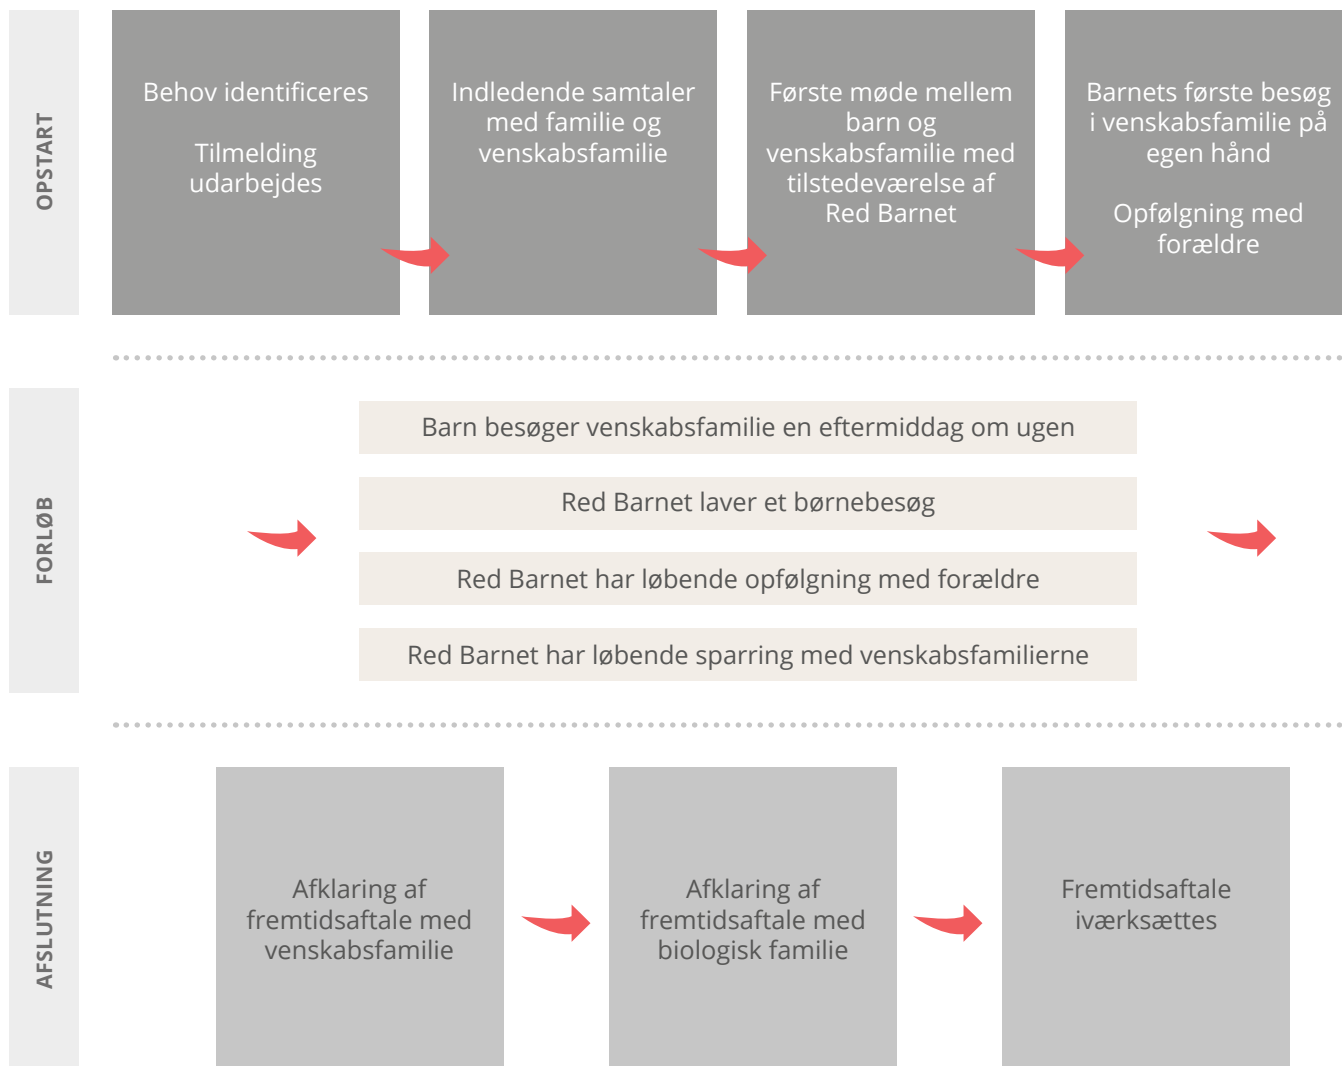 OPSTART
Behov identificeres
Tilmelding
udarbejdes
Indledende samtaler
med familie og
venskabsfamilie
Første møde mellem
barn og
venskabsfamilie med
tilstedeværelse af
Red Barnet
Barnets første besøg
i venskabsfamilie på
egen hånd
Opfølgning med
forældre
FORLØB
Barn besøger venskabsfamilie en eftermiddag om ugen
Red Barnet laver et børnebesøg
Red Barnet har løbende opfølgning med forældre
Red Barnet har løbende sparring med venskabsfamilierne
AFSLUTNING
Afklaring af
fremtidsaftale med
venskabsfamilie
Afklaring af
fremtidsaftale med
biologisk familie
Fremtidsaftale
iværksættes